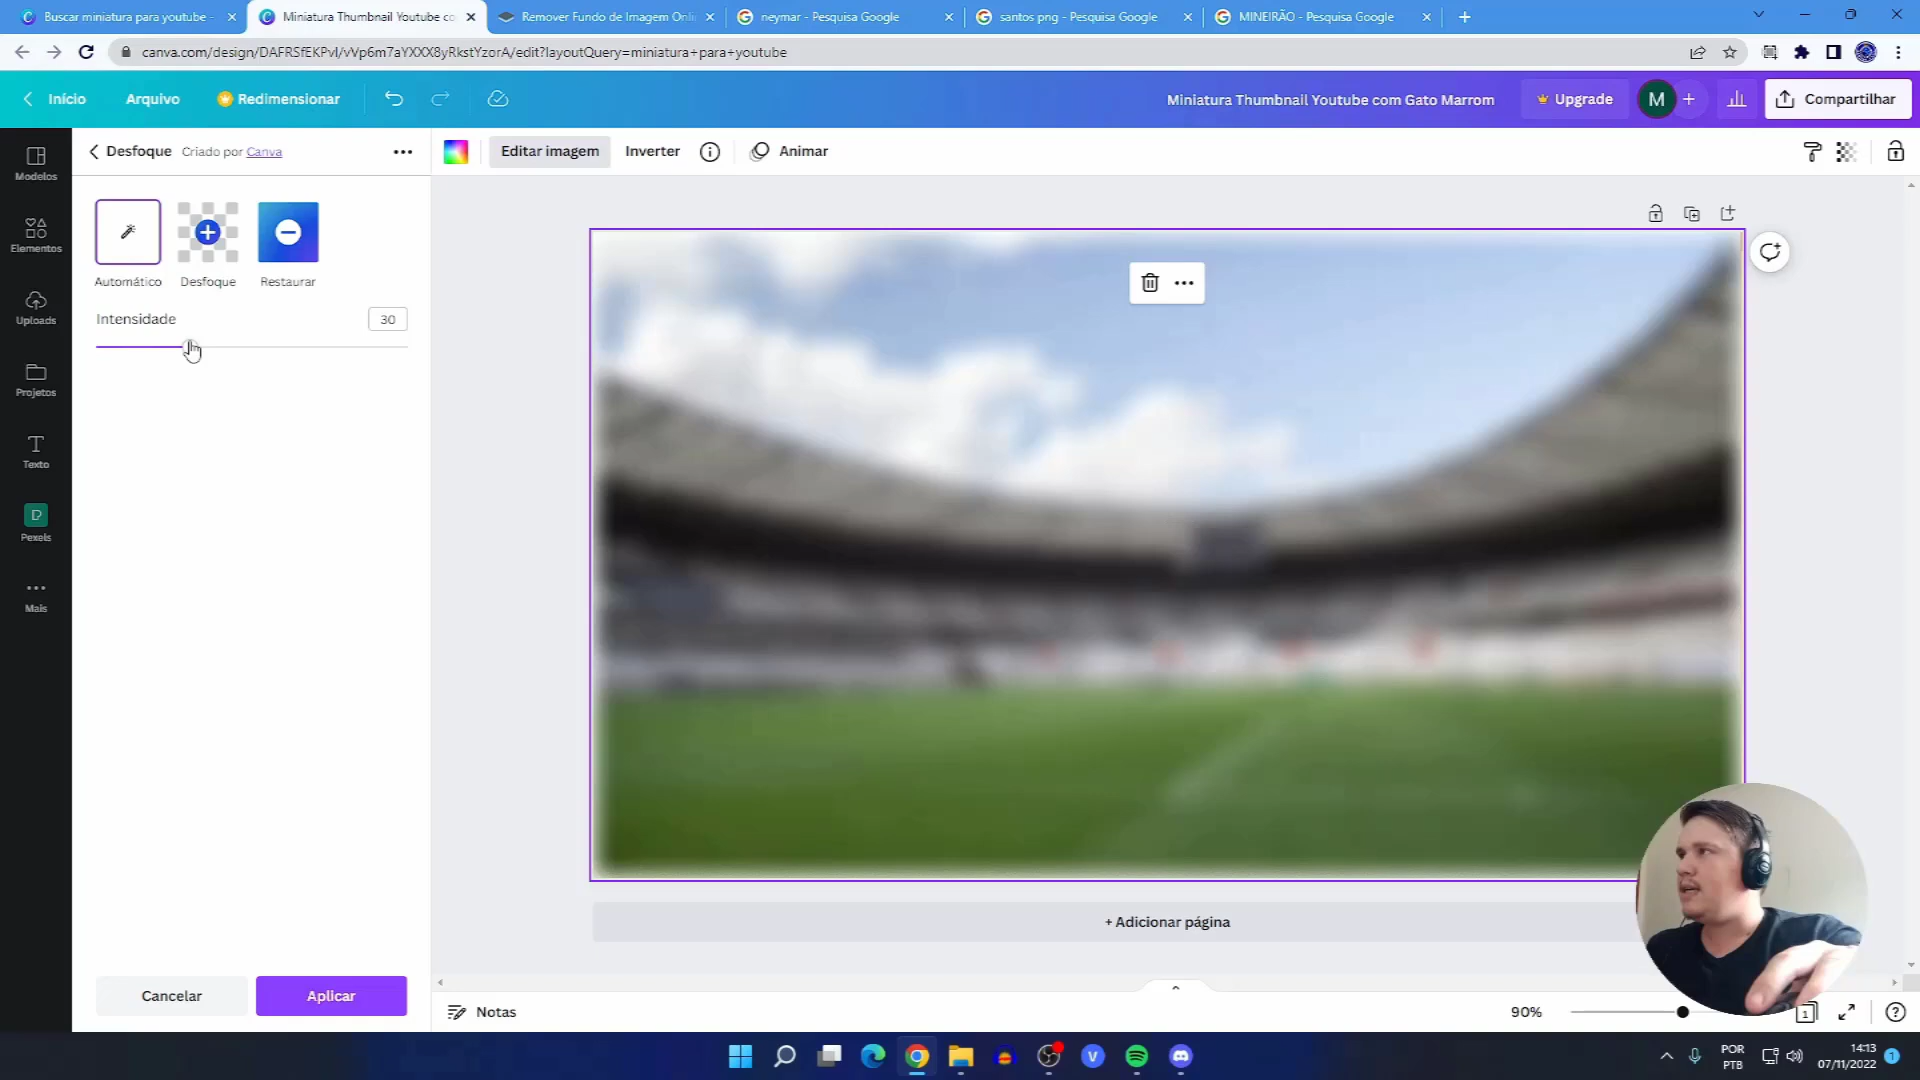 Buscar miniatura para youtube -
Miniatura Thumbnail Youtube co
Remover Fundo de Imagem Onli
neymar - Pesquisa Google
santos png - Pesquisa Google
MINEIRÃO - Pesquisa Google
canva.com/design/DAFRSfEKPvI/vVp6m7aYXXX8yRkstYzorA/edit?layoutQuery=miniatura+para+youtube
Início
Arquivo
Redimensionar
Miniatura Thumbnail Youtube com Gato Marrom
Upgrade
M
Compartilhar
Modelos
Elementos
Uploads
Projetos
Texto
Pexels
Mais
Desfoque Criado por Canva
Editar imagem
Inverter
Animar
Automático
Desfoque
Restaurar
Intensidade
30
Cancelar
Aplicar
+ Adicionar página
Notas
90%
1
POR
PTB
14:13
07/11/2022
1